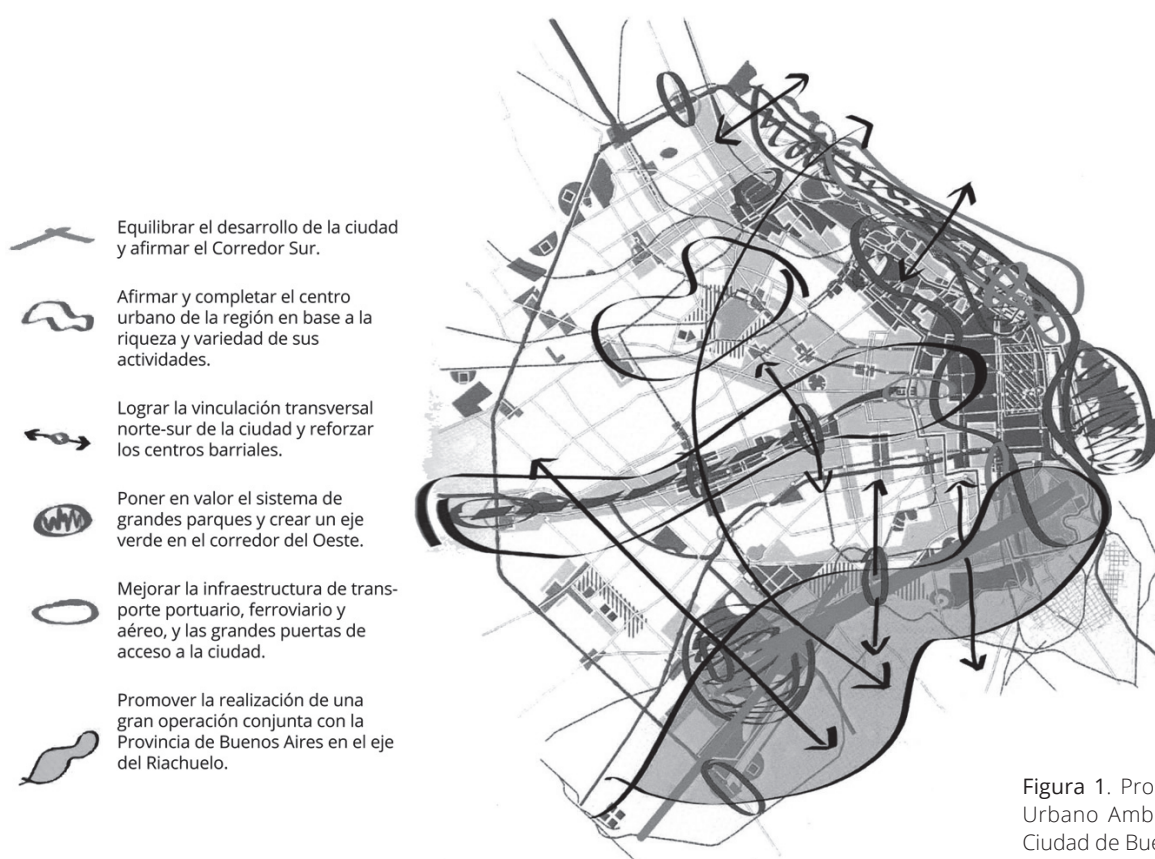 Equilibrar el desarrollo de la ciudad
y afirmar el Corredor Sur.
Afirmar y completar el centro
urbano de la región en base a la
riqueza y variedad de sus
actividades.
Lograr la vinculación transversal
norte-sur de la ciudad y reforzar
los centros barriales.
Poner en valor el sistema de
grandes parques y crear un eje
verde en el corredor del Oeste.
Mejorar la infraestructura de trans-
porte portuario, ferroviario y
aéreo, y las grandes puertas de
acceso a la ciudad.
Promover la realización de una
gran operación conjunta con la
Provincia de Buenos Aires en el eje
del Riachuelo.
Figura 1. Pro
Urbano Amb
Ciudad de Bue